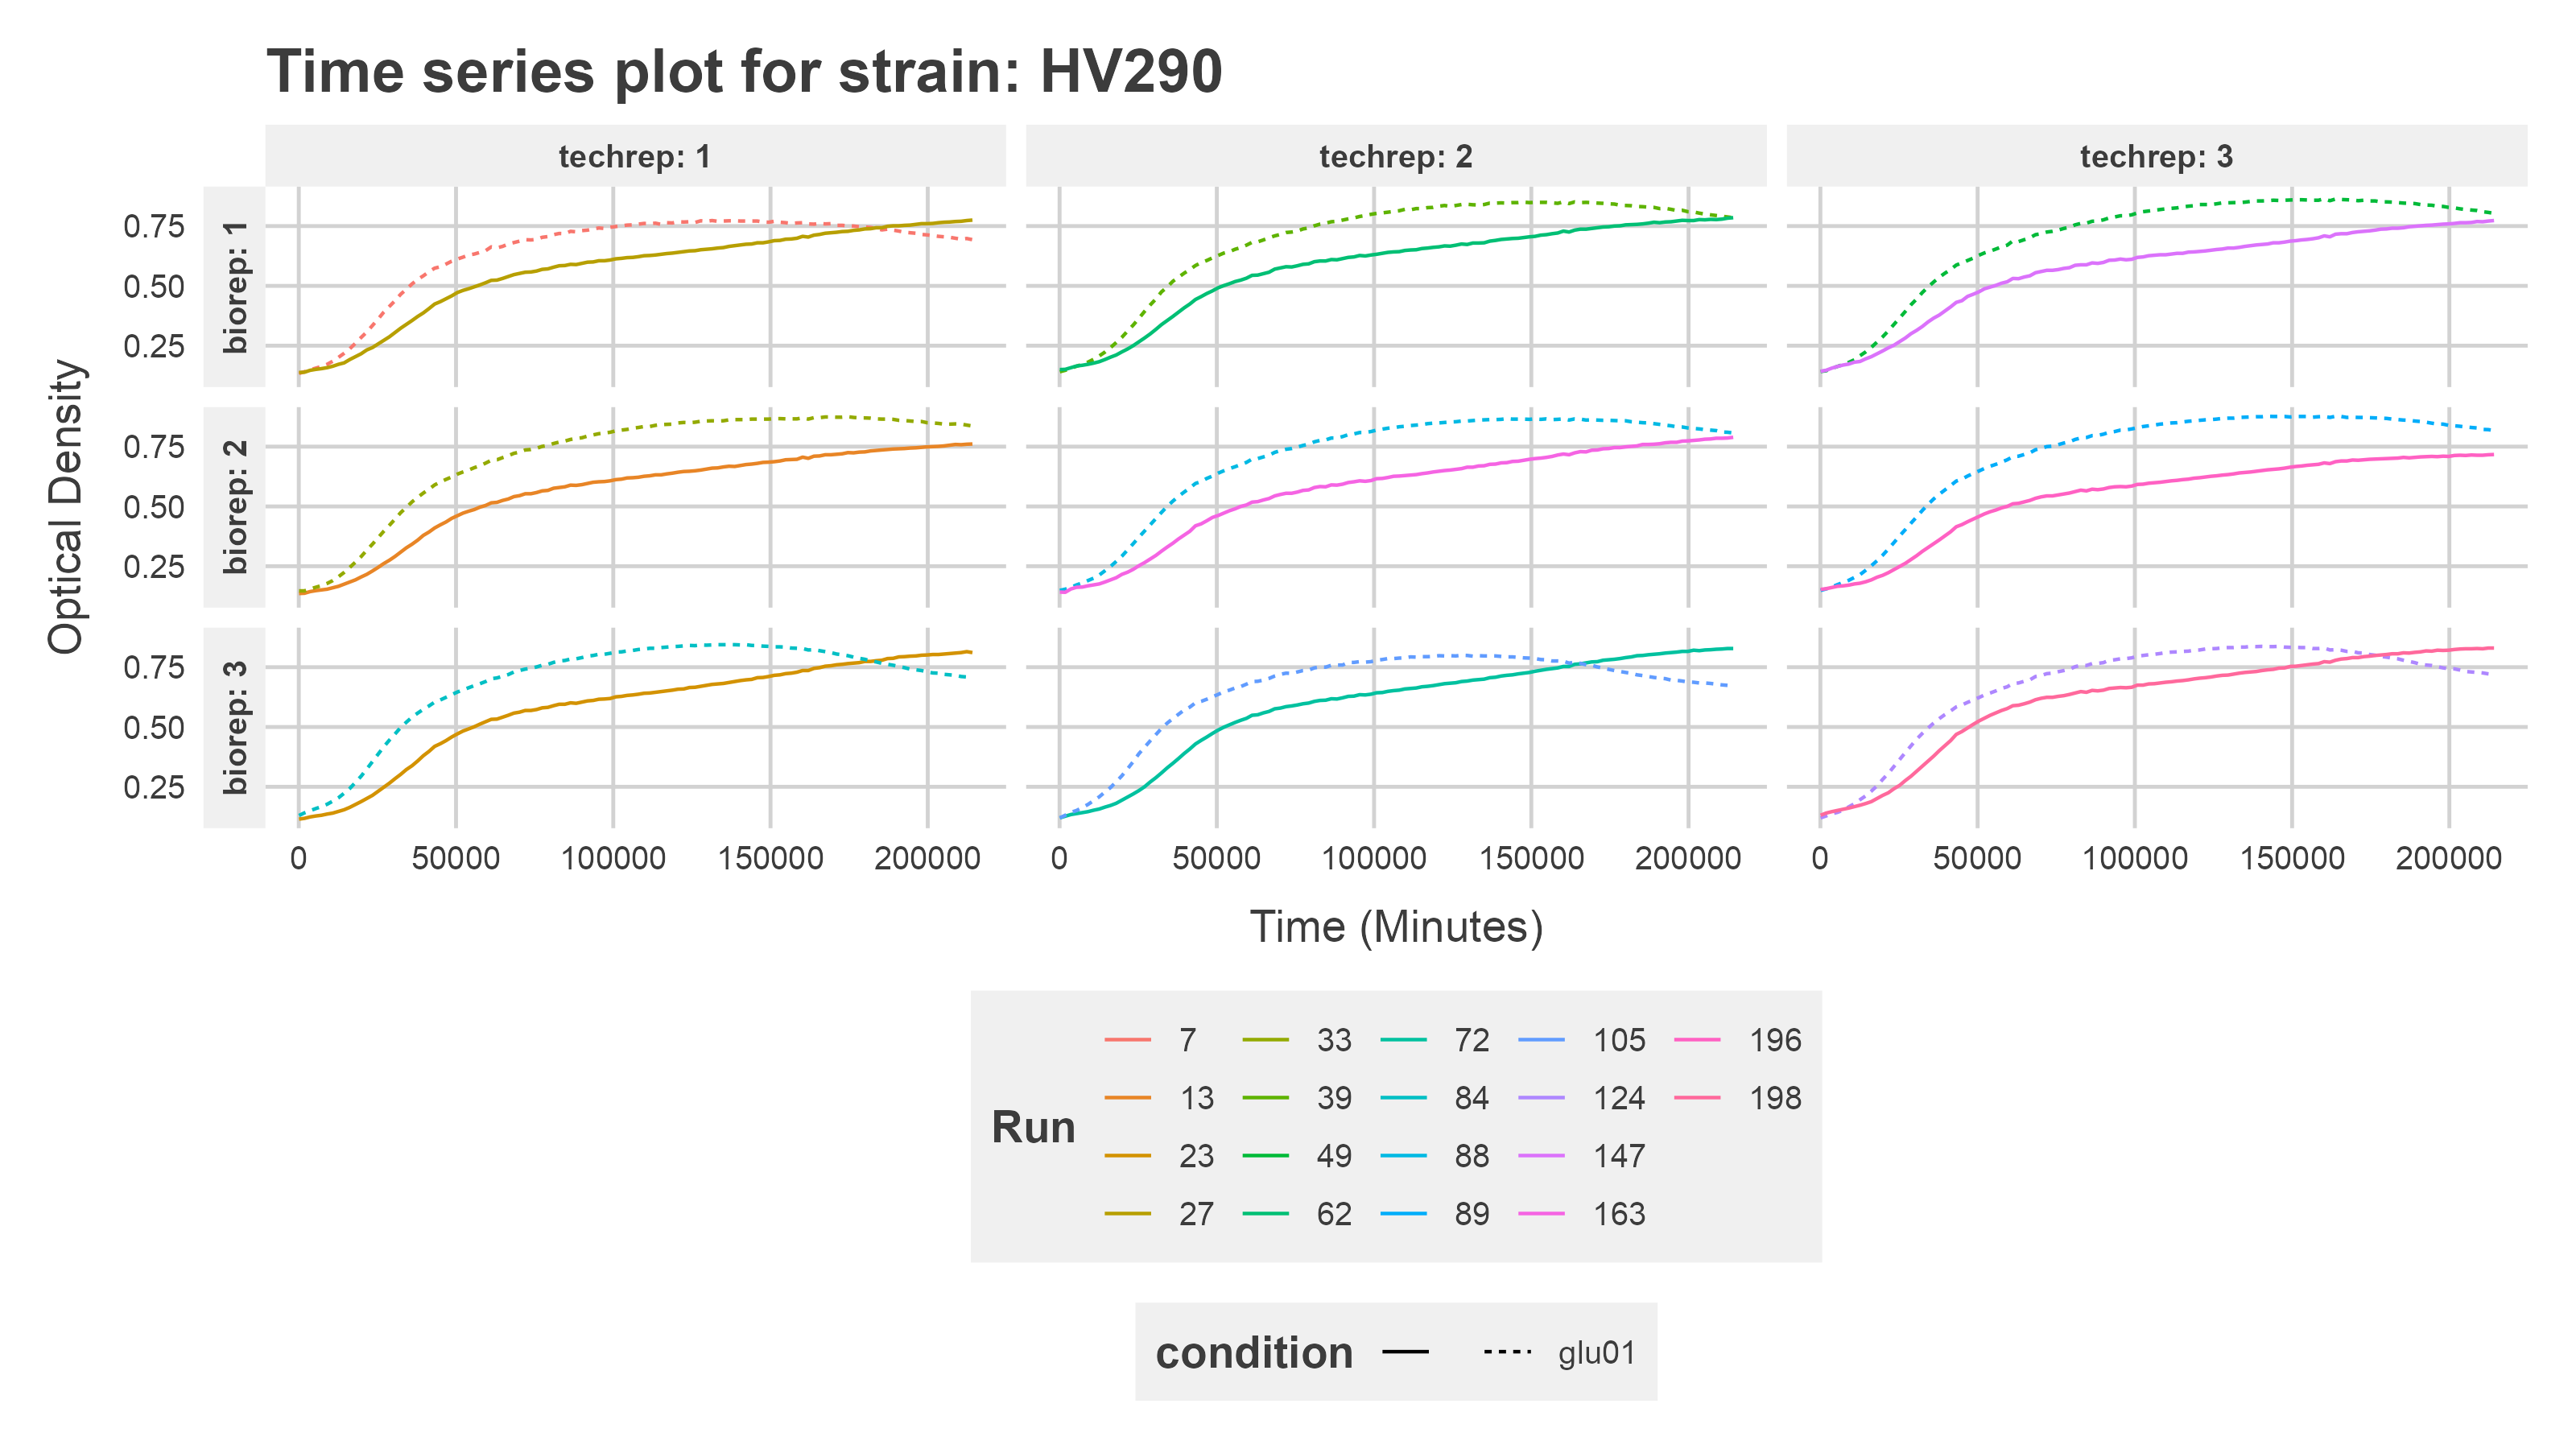 Time series plot for strain: HV290
techrep: 1
techrep: 2
techrep: 3
Optical Density
biorep: 1
0.75
0.50
0.25
biorep: 2
0.75
0.50
0.25
biorep: 3
0.75
0.50
0.25
0 50000 100000 150000 200000
0 50000 100000 150000 200000
0 50000 100000 150000 200000
Time (Minutes)
Run
7 33 72 105 196
13 39 84 124 198
23 49 88 147
27 62 89 163
condition
glu01